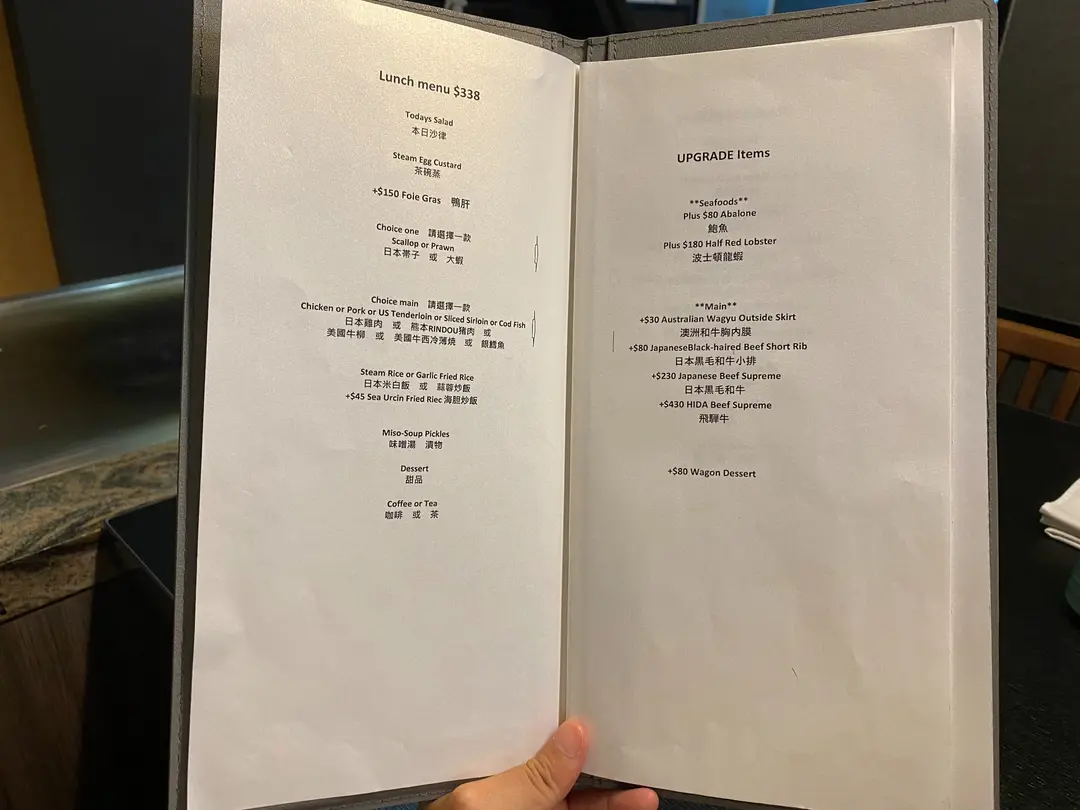 Lunch menu $338
Todays Salad
本日沙律
Steam Egg Custard
茶碗蒸
+$150 Foie Gras 鴨肝
Choice one 請選擇一款
Scallop or Prawn
日本帶子 或 大蝦
Choice main 請選擇一款
Chicken or Pork or US Tenderloin or Sliced Sirloin or Cod Fish
日本雞肉 或 熊本RINDOU豬肉 或
美國牛柳 或 美國牛西冷薄燒 或 銀鱈魚
Steam Rice or Garlic Fried Rice
日本米白飯 或 蒜蓉炒飯
+$45 Sea Urcin Fried Riec 海胆炒飯
Miso-Soup Pickles
味噌湯 漬物
Dessert
甜品
Coffee or Tea
咖啡 或 茶
UPGRADE Items
**Seafoods**
Plus $80 Abalone
鮑魚
Plus $180 Half Red Lobster
波士頓龍蝦
**Main**
+$30 Australian Wagyu Outside Skirt
澳洲和牛胸内膜
+$80 JapaneseBlack-haired Beef Short Rib
日本黒毛和牛小排
+$230 Japanese Beef Supreme
日本黒毛和牛
+$430 HIDA Beef Supreme
飛騨牛
+$80 Wagon Dessert